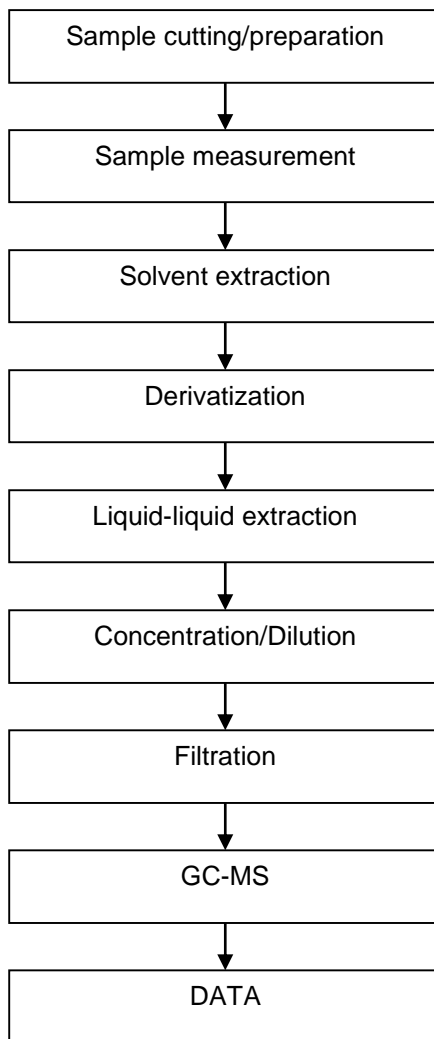 Sample cutting/preparation
Sample measurement
Solvent extraction
Derivatization
Liquid-liquid extraction
Concentration/Dilution
Filtration
GC-MS
DATA